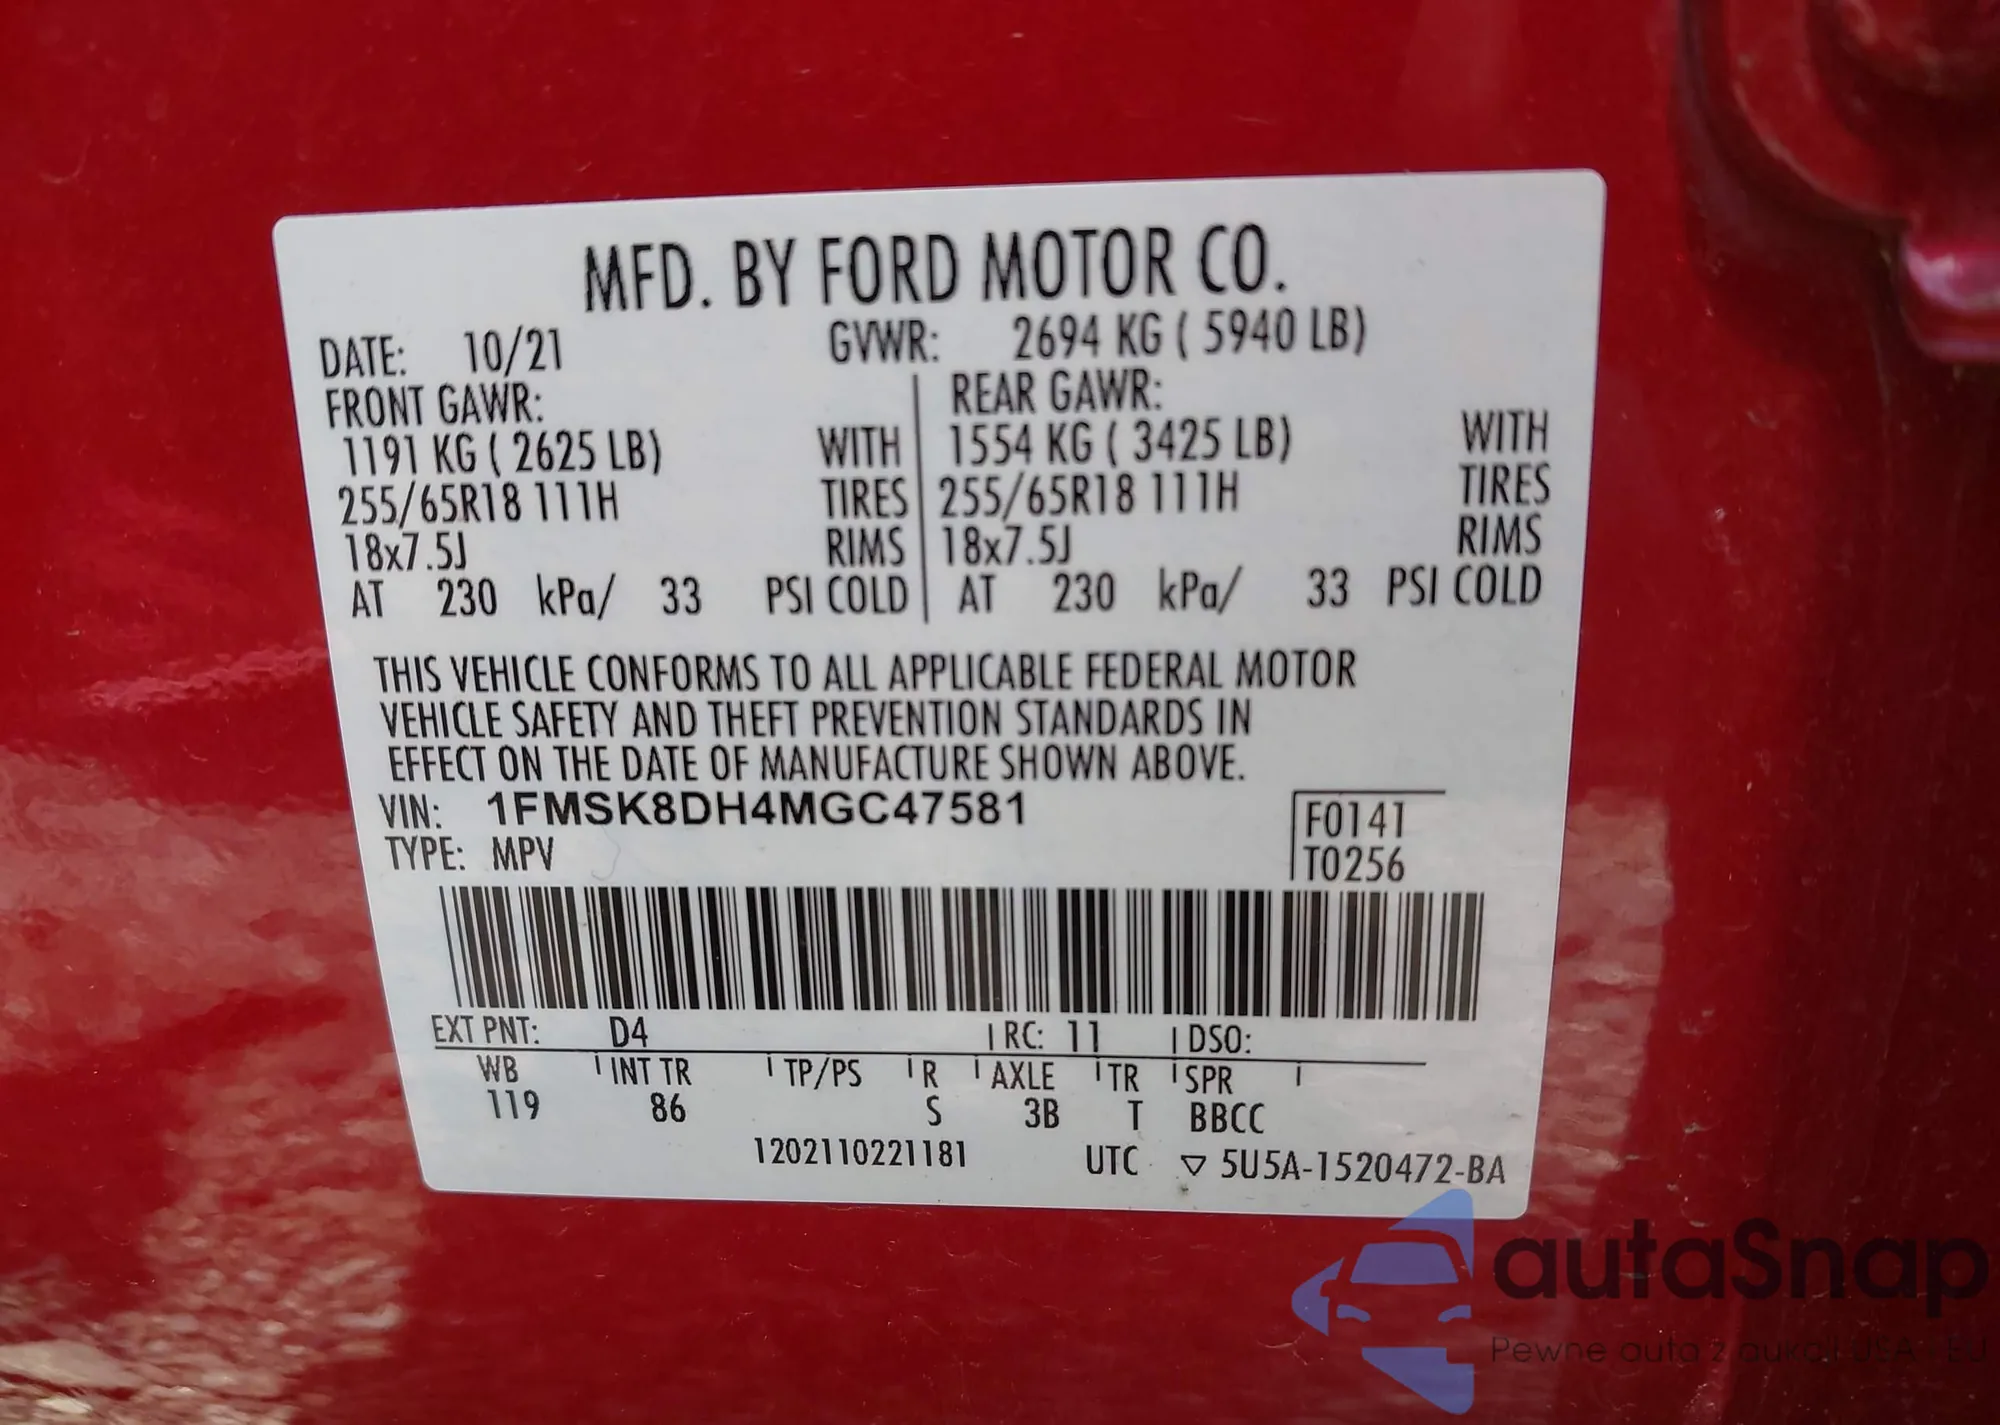 MFD. BY FORD MOTOR CO.
DATE: 10/21 GVWR: 2694 KG ( 5940 LB)
FRONT GAWR: REAR GAWR:
1191 KG ( 2625 LB) WITH 1554 KG ( 3425 LB) WITH
255/65R18 111H TIRES 255/65R18 111H TIRES
18x7.5J RIMS 18x7.5J RIMS
AT 230 kPa/ 33 PSI COLD AT 230 kPa/ 33 PSI COLD
THIS VEHICLE CONFORMS TO ALL APPLICABLE FEDERAL MOTOR
VEHICLE SAFETY AND THEFT PREVENTION STANDARDS IN
EFFECT ON THE DATE OF MANUFACTURE SHOWN ABOVE.
VIN: 1FMSK8DH4MGC47581 F0141
TYPE: MPV T0256
EXT PNT: D4 RC: 11 DSO:
WB INT TR TP/PS R AXLE TR SPR
119 86 S 3B T BBCC
1202110221181 UTC ▽ 5U5A-1520472-BA
autaSnap
Pewne auta z aukcji USA - EU